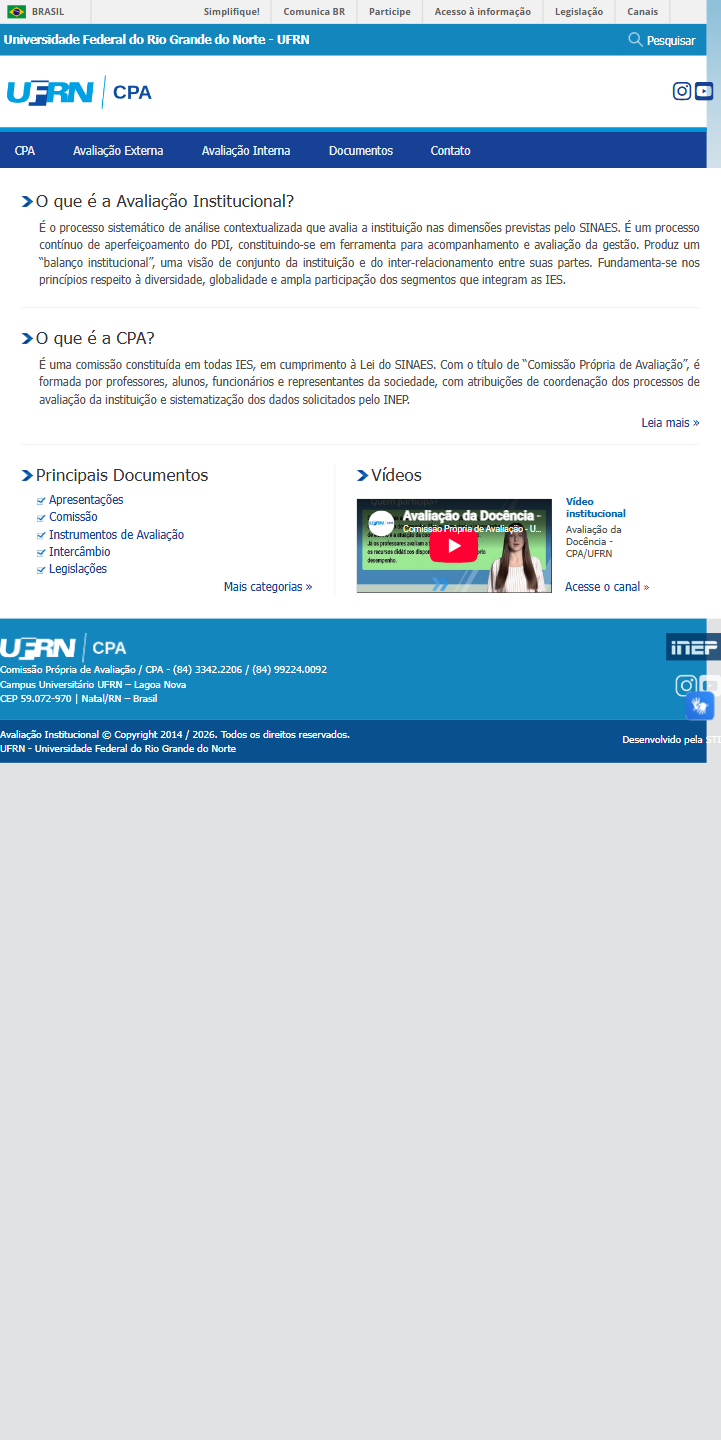 BRASIL
Simplifique!
Comunica BR
Participe
Acesso à informação
Legislação
Canais
Universidade Federal do Rio Grande do Norte - UFRN
Pesquisar
UFRN CPA
CPA
Avaliação Externa
Avaliação Interna
Documentos
Contato
O que é a Avaliação Institucional?
É o processo sistemático de análise contextualizada que avalia a instituição nas dimensões previstas pelo SINAES. É um processo
contínuo de aperfeiçoamento do PDI, constituindo-se em ferramenta para acompanhamento e avaliação da gestão. Produz um
“balanço institucional”, uma visão de conjunto da instituição e do inter-relacionamento entre suas partes. Fundamenta-se nos
princípios respeito à diversidade, globalidade e ampla participação dos segmentos que integram as IES.
O que é a CPA?
É uma comissão constituída em todas IES, em cumprimento à Lei do SINAES. Com o título de “Comissão Própria de Avaliação”, é
formada por professores, alunos, funcionários e representantes da sociedade, com atribuições de coordenação dos processos de
avaliação da instituição e sistematização dos dados solicitados pelo INEP.
Leia mais »
Principais Documentos
Apresentações
Comissão
Instrumentos de Avaliação
Intercâmbio
Legislações
Mais categorias »
Vídeos
Avaliação da Docência -
Comissão Própria de Avaliação - U...
desempenho.
Vídeo
institucional
Avaliação da
Docência -
CPA/UFRN
Acesse o canal »
UFRN CPA
Comissão Própria de Avaliação / CPA - (84) 3342.2206 / (84) 99224.0092
Campus Universitário UFRN – Lagoa Nova
CEP 59.072-970 | Natal/RN – Brasil
inep
Avaliação Institucional © Copyright 2014 / 2026. Todos os direitos reservados.
UFRN - Universidade Federal do Rio Grande do Norte
Desenvolvido pela STI